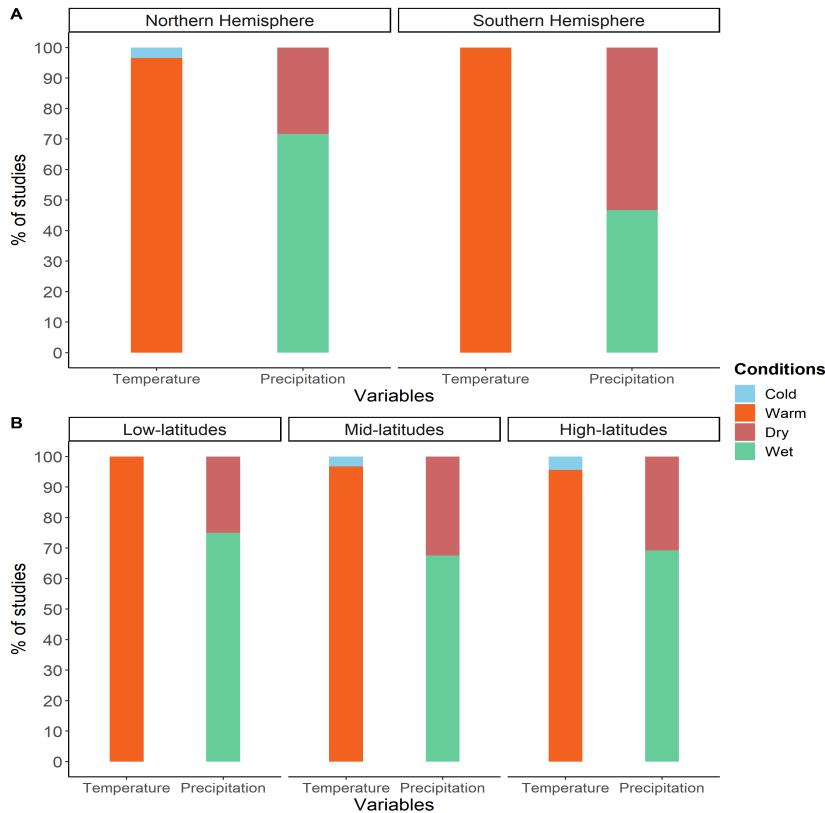 A
Northern Hemisphere
Southern Hemisphere
% of studies
100
90
80
70
60
50
40
30
20
10
0
Temperature
Precipitation
Temperature
Precipitation
Variables
Conditions
Cold
Warm
Dry
Wet
B
Low-latitudes
Mid-latitudes
High-latitudes
% of studies
100
90
80
70
60
50
40
30
20
10
0
Temperature
Precipitation
Temperature
Precipitation
Temperature
Precipitation
Variables